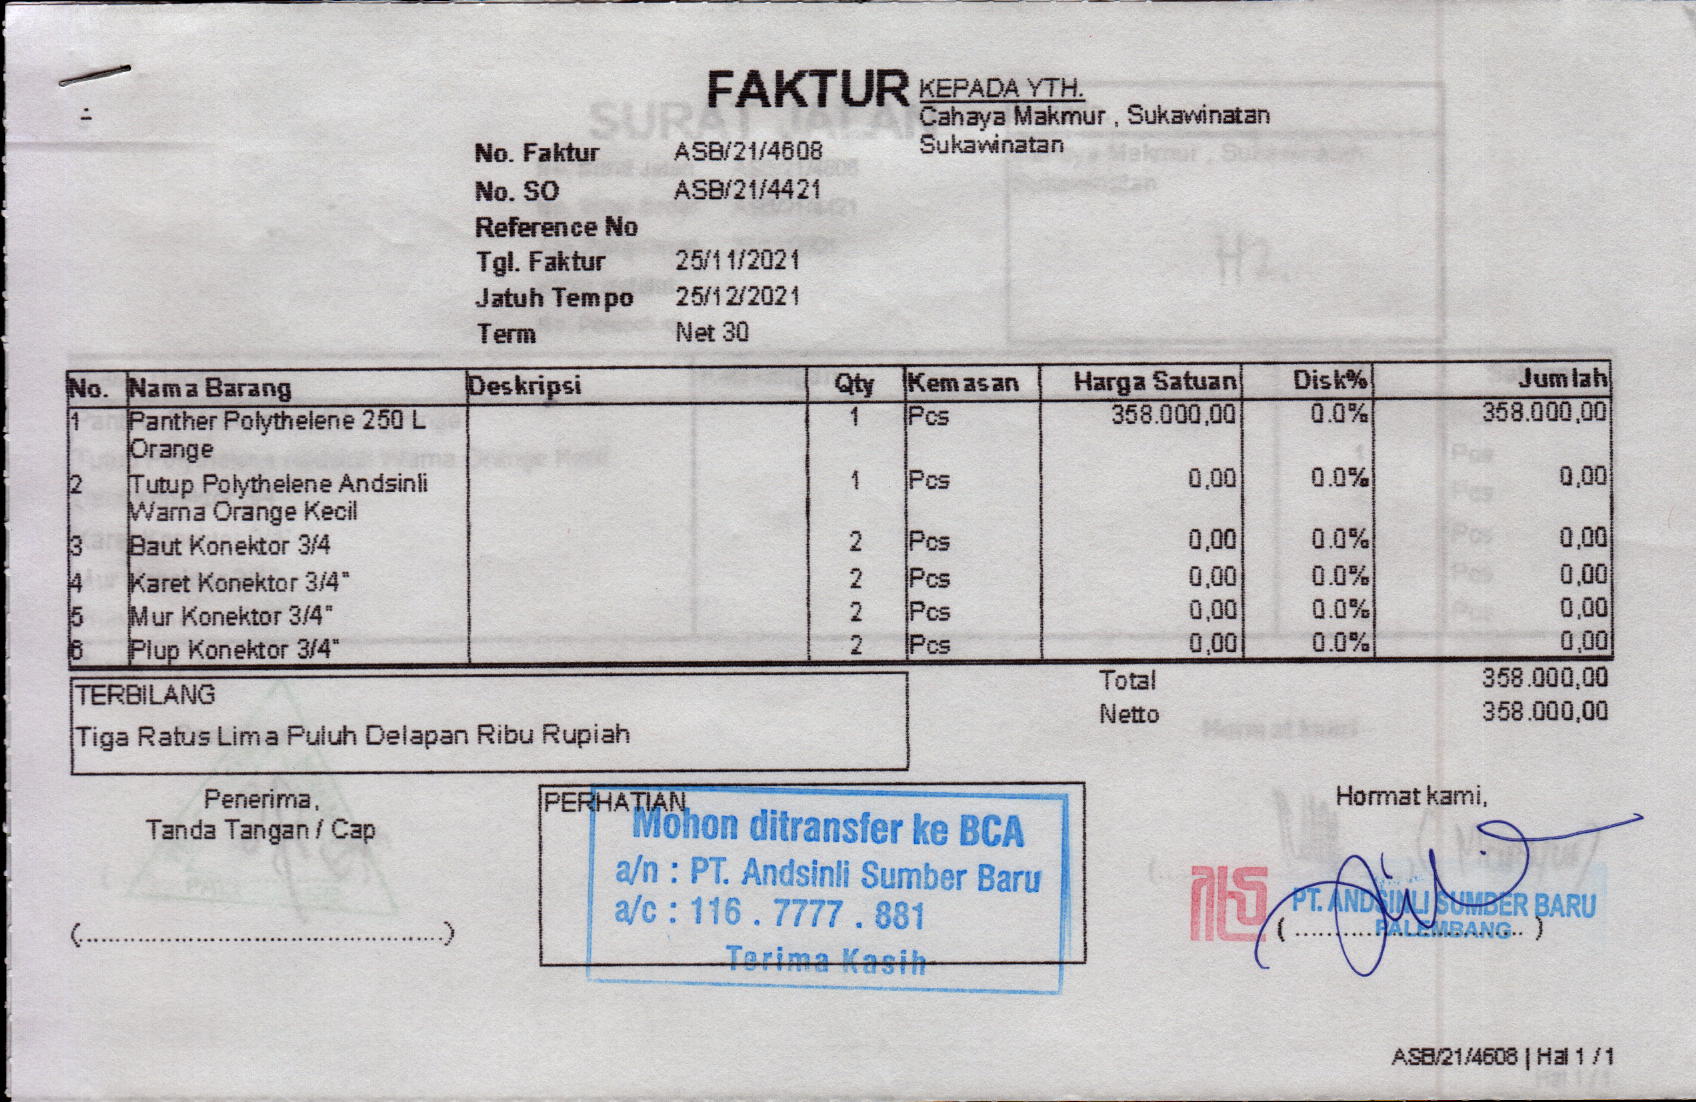 FAKTUR
KEPADA YTH.
Cahaya Makmur , Sukawinatan
Sukawinatan
No. Faktur ASB/21/4608
No. SO ASB/21/4421
Reference No
Tgl. Faktur 25/11/2021
Jatuh Tempo 25/12/2021
Term Net 30
No. Nama Barang Deskripsi Qty Kemasan Harga Satuan Disk% Jumlah
1 Panther Polythelene 250 L 1 Pcs 358.000,00 0.0% 358.000,00
Orange
2 Tutup Polythelene Andsinli 1 Pcs 0,00 0.0% 0,00
Warna Orange Kecil
3 Baut Konektor 3/4 2 Pcs 0,00 0.0% 0,00
4 Karet Konektor 3/4" 2 Pcs 0,00 0.0% 0,00
5 Mur Konektor 3/4" 2 Pcs 0,00 0.0% 0,00
6 Plup Konektor 3/4" 2 Pcs 0,00 0.0% 0,00
Total 358.000,00
Netto 358.000,00
TERBILANG
Tiga Ratus Lima Puluh Delapan Ribu Rupiah
Penerima,
Tanda Tangan / Cap
(................................................)
PERHATIAN
Mohon ditransfer ke BCA
a/n : PT. Andsinli Sumber Baru
a/c : 116 . 7777 . 881
Terima Kasih
Hormat kami,
PT. ANDSINLI SUMBER BARU
PALEMBANG
( .............................. )
ASB/21/4608 | Hal 1 / 1